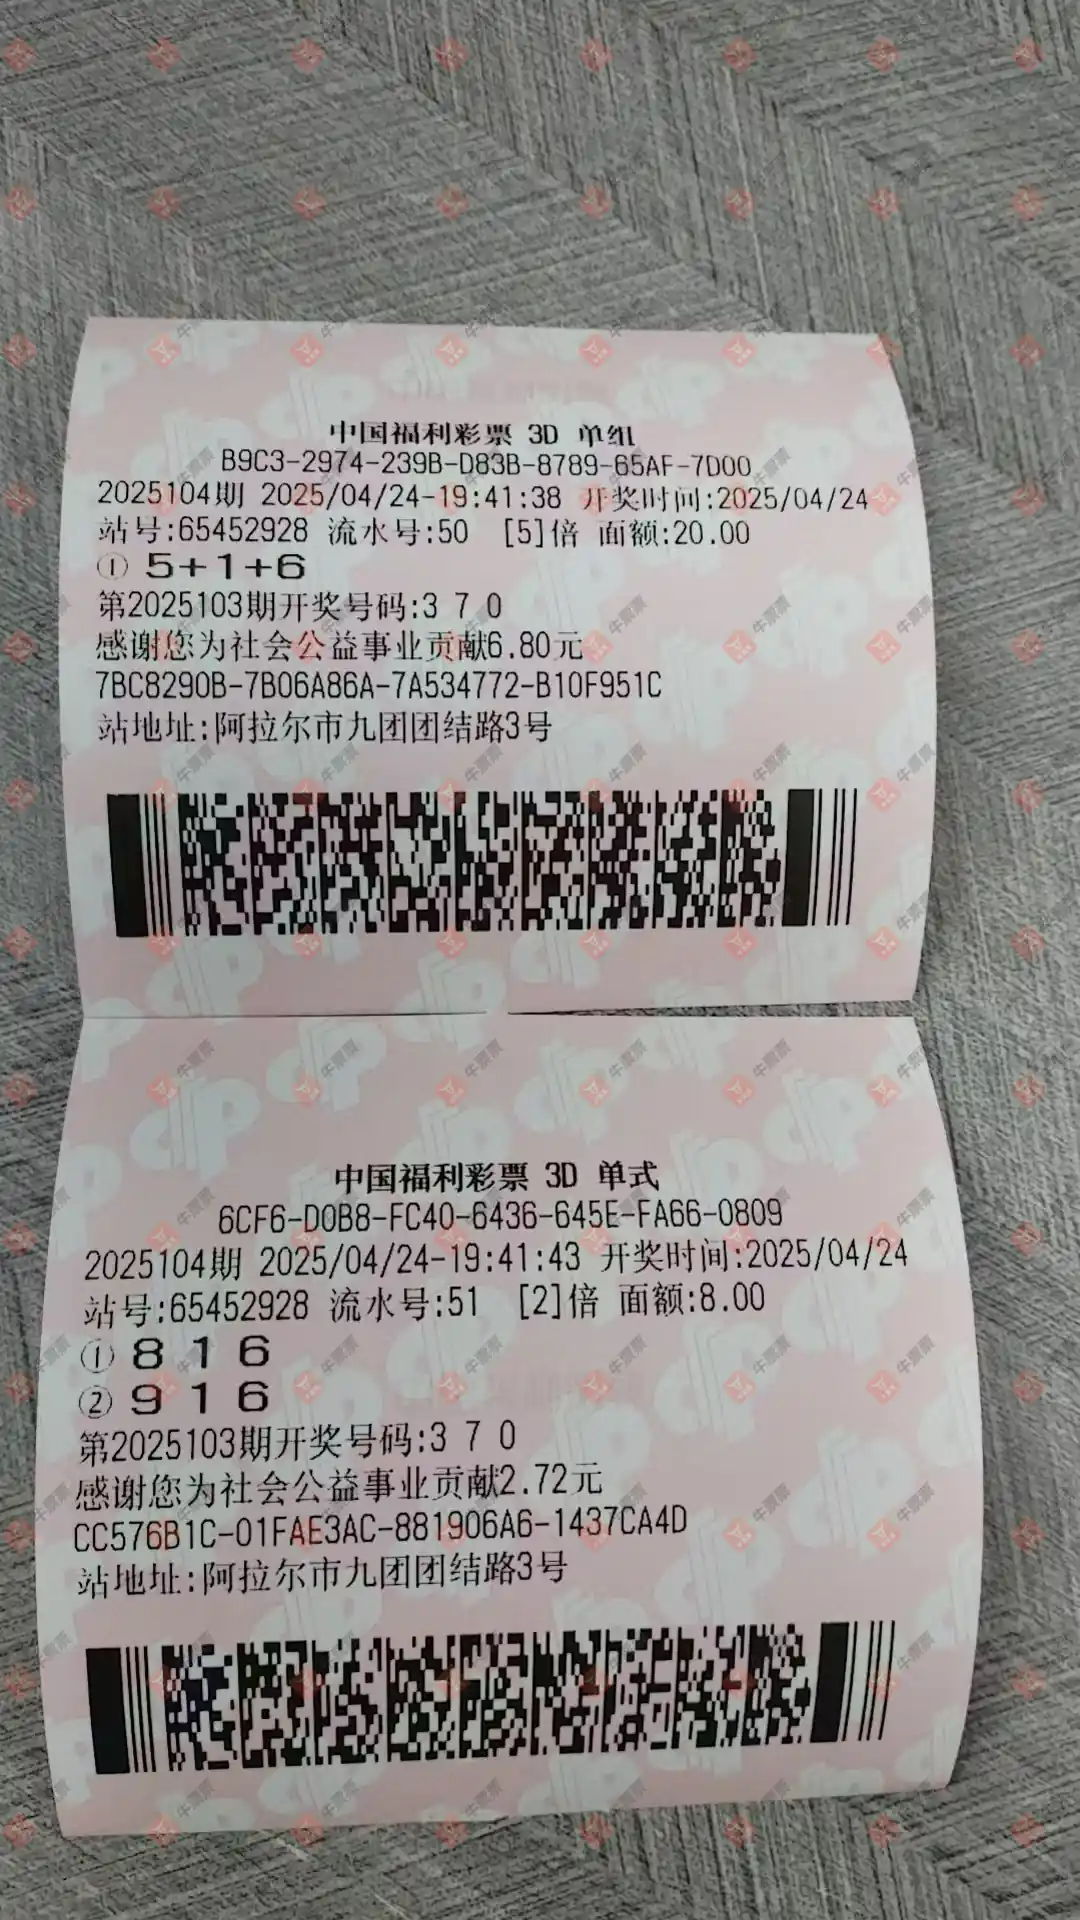 中国福利彩票 3D 单组
B9C3-2974-239B-D83B-8789-65AF-7D00
2025104期 2025/04/24-19:41:38 开奖时间:2025/04/24
站号:65452928 流水号:50 [5]倍 面额:20.00
① 5+1+6
第2025103期开奖号码:3 7 0
感谢您为社会公益事业贡献6.80元
7BC8290B-7B06A86A-7A534772-B10F951C
站地址:阿拉尔市九团团结路3号
中国福利彩票 3D 单式
6CF6-D0B8-FC40-6436-645E-FA66-0809
2025104期 2025/04/24-19:41:43 开奖时间:2025/04/24
站号:65452928 流水号:51 [2]倍 面额:8.00
① 8 1 6
② 9 1 6
第2025103期开奖号码:3 7 0
感谢您为社会公益事业贡献2.72元
CC576B1C-01FAE3AC-881906A6-1437CA4D
站地址:阿拉尔市九团团结路3号
牛票票